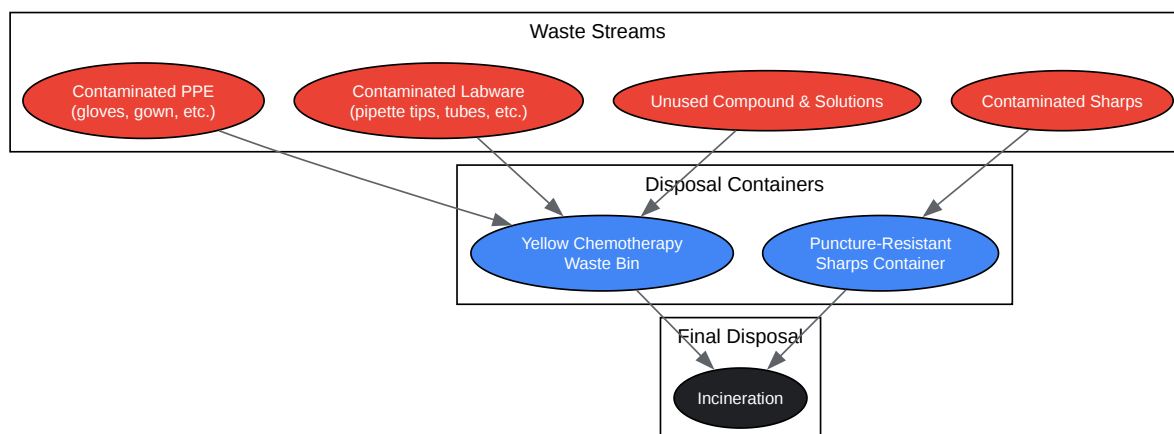 Waste Streams
Contaminated PPE
(gloves, gown, etc.)
Contaminated Labware
(pipette tips, tubes, etc.)
Unused Compound & Solutions
Contaminated Sharps
Disposal Containers
Yellow Chemotherapy
Waste Bin
Puncture-Resistant
Sharps Container
Final Disposal
Incineration